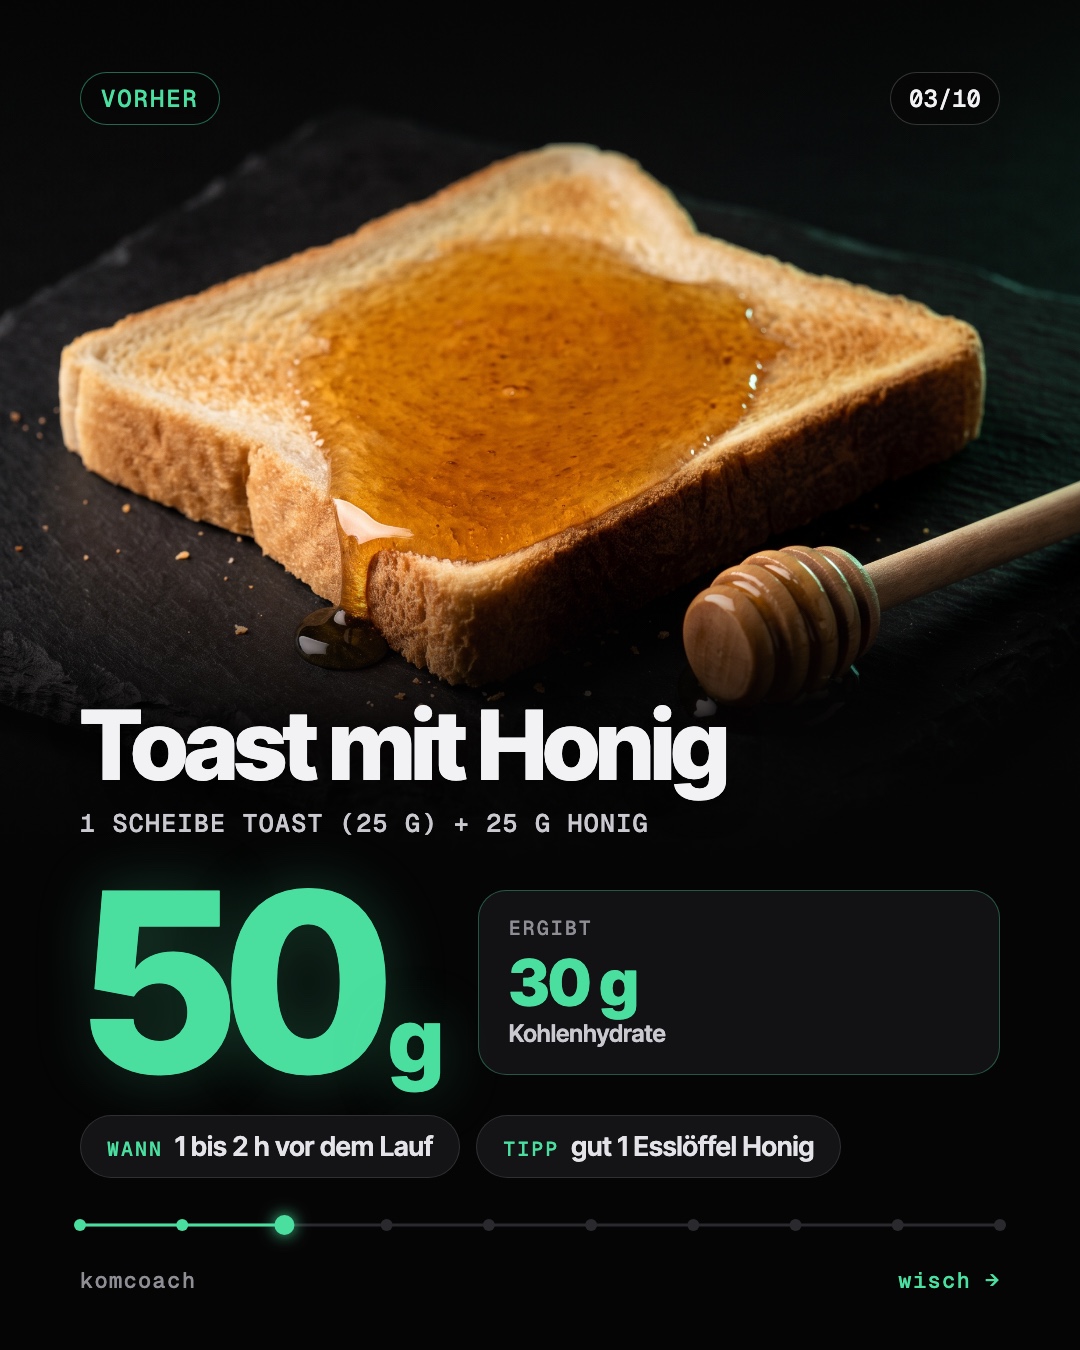 VORHER
03/10
Toast mit Honig
1 SCHEIBE TOAST (25 G) + 25 G HONIG
50g
ERGIBT
30 g
Kohlenhydrate
WANN 1 bis 2 h vor dem Lauf
TIPP gut 1 Esslöffel Honig
komcoach
wisch →